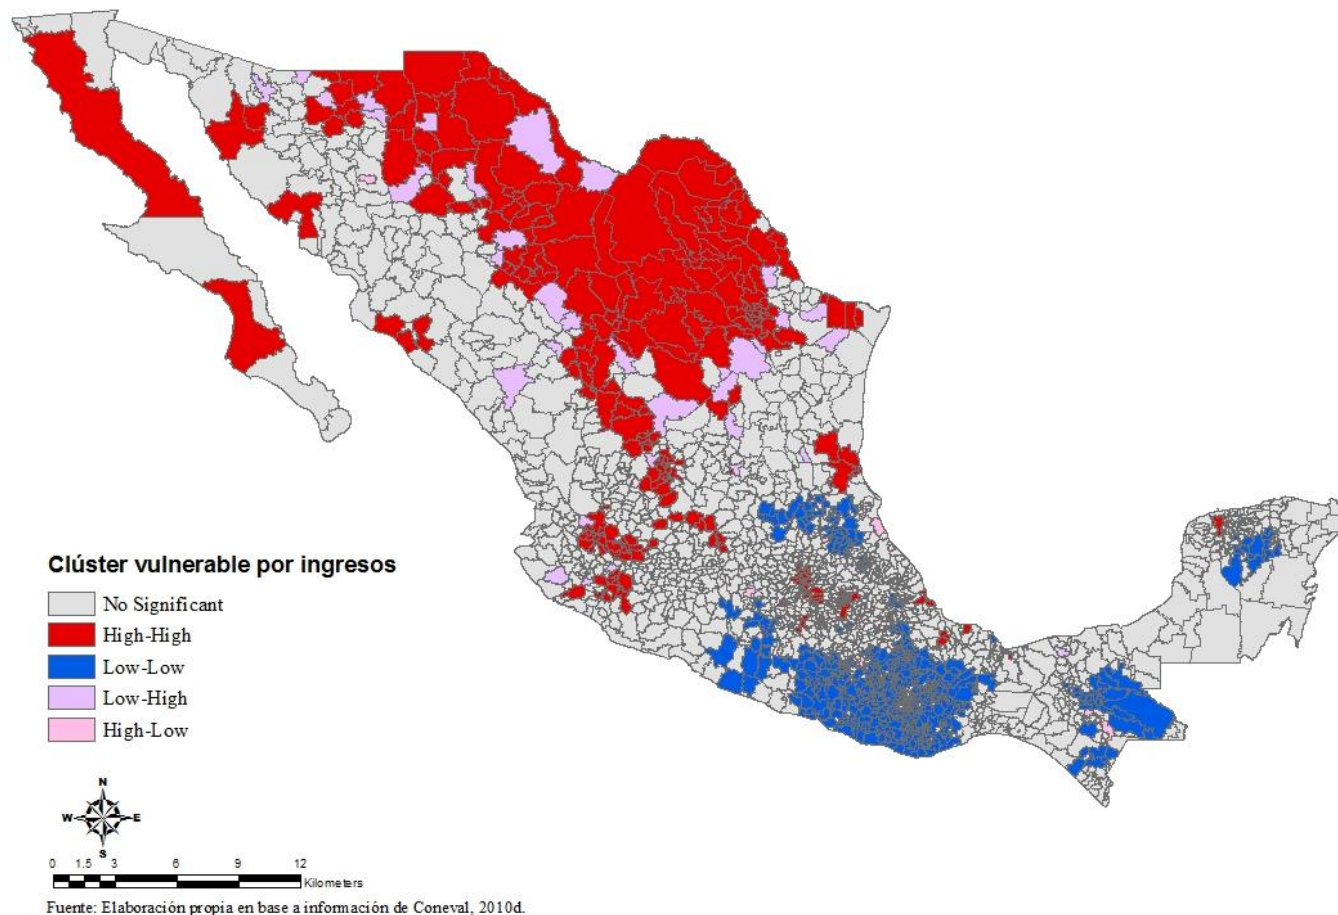 Clúster vulnerable por ingresos
No Significant
High-High
Low-Low
Low-High
High-Low
N
W E
S
0 1.5 3 6 9 12
Kilometers
Fuente: Elaboración propia en base a información de Coneval, 2010d.